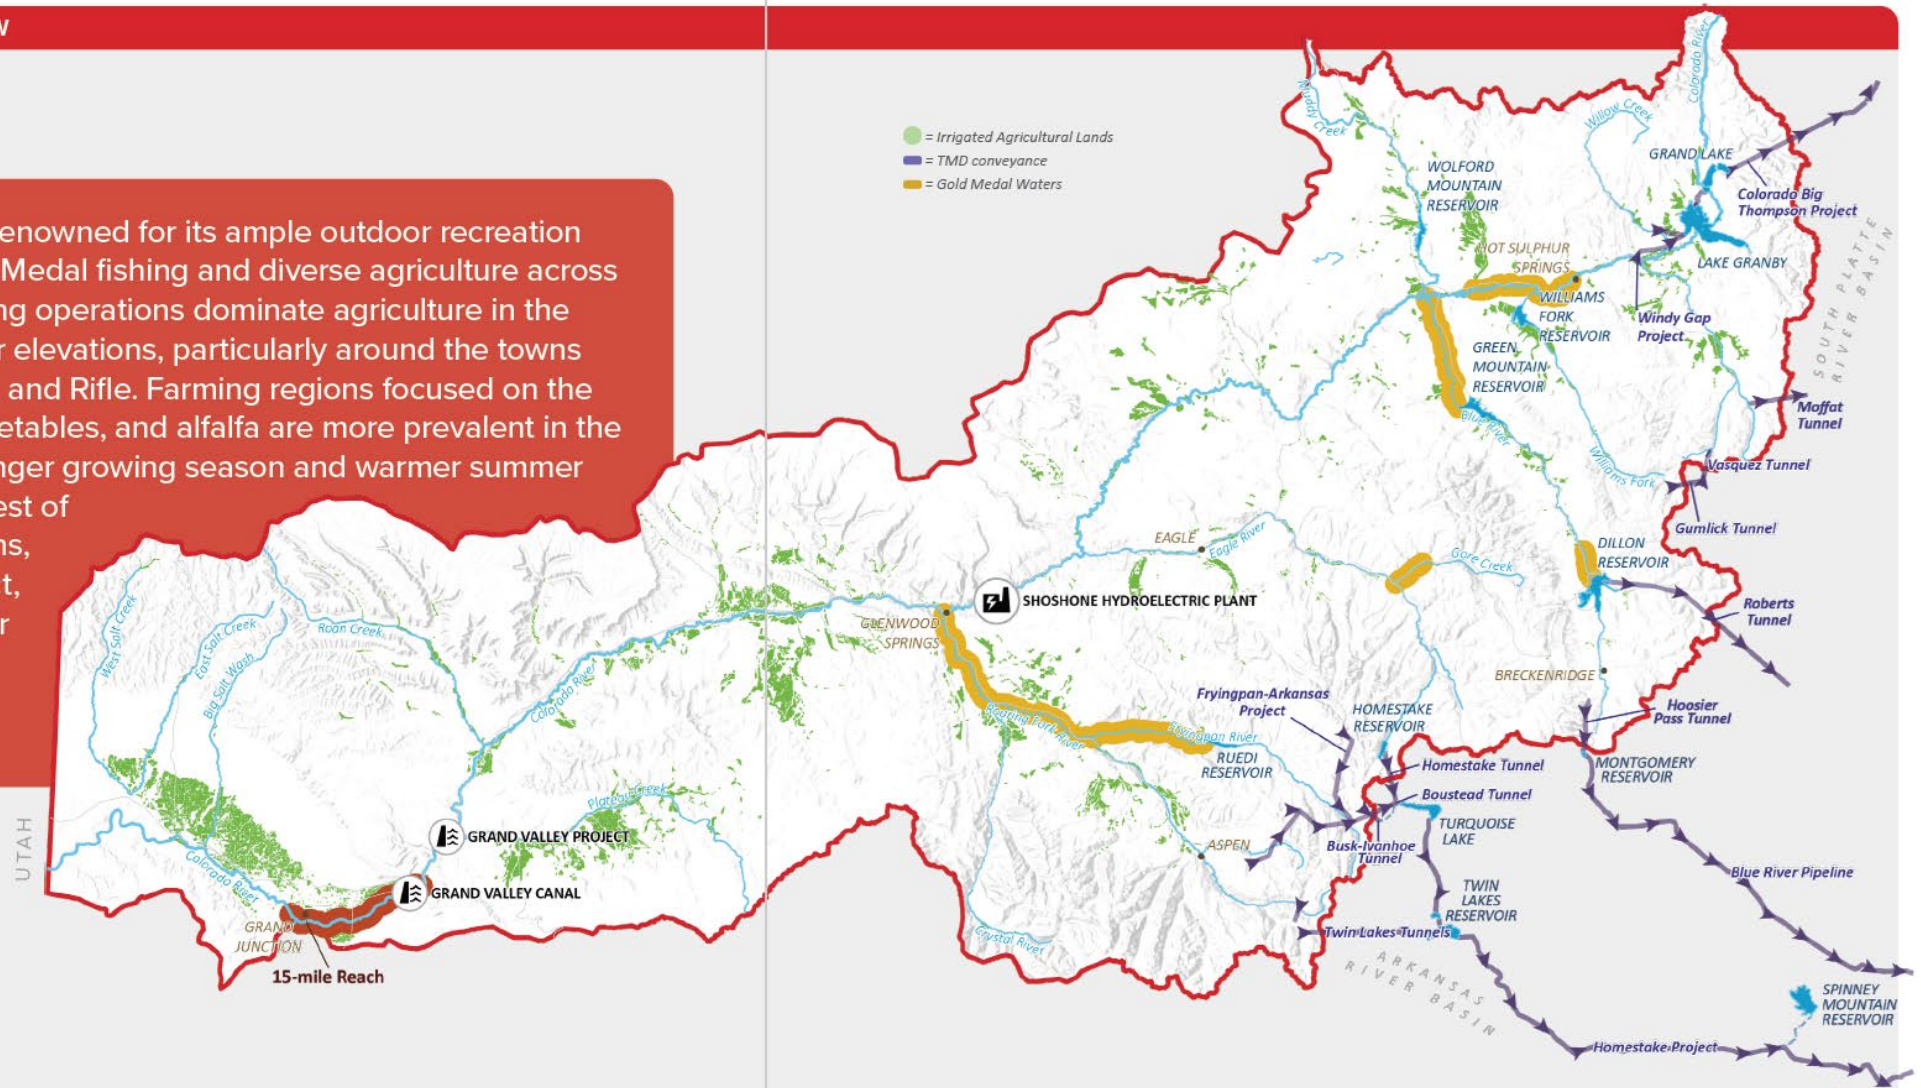 enowned for its ample outdoor recreation
Medal fishing and diverse agriculture across
ng operations dominate agriculture in the
r elevations, particularly around the towns
and Rifle. Farming regions focused on the
etables, and alfalfa are more prevalent in the
nger growing season and warmer summer
est of
ns,
ct,
r
= Irrigated Agricultural Lands
= TMD conveyance
= Gold Medal Waters
Muddy Creek
Colorado River
Willow Creek
GRAND LAKE
WOLFORD
MOUNTAIN
RESERVOIR
Colorado Big
Thompson Project
SOUTH PLATTE
RIVER BASIN
HOT SULPHUR
SPRINGS
LAKE GRANBY
WILLIAMS
FORK
RESERVOIR
Windy Gap
Project
GREEN
MOUNTAIN
RESERVOIR
Blue River
Moffat
Tunnel
Williams Fork
Vasquez Tunnel
Gumlick Tunnel
EAGLE
Eagle River
Gore Creek
DILLON
RESERVOIR
SHOSHONE HYDROELECTRIC PLANT
Roberts
Tunnel
GLENWOOD
SPRINGS
West Salt Creek
East Salt Creek
Big Salt Wash
Roan Creek
Colorado River
BRECKENRIDGE
Fryingpan-Arkansas
Project
HOMESTAKE
RESERVOIR
Hoosier
Pass Tunnel
Roaring Fork River
Fryingpan River
RUEDI
RESERVOIR
Homestake Tunnel
MONTGOMERY
RESERVOIR
Boustead Tunnel
Plateau Creek
GRAND VALLEY PROJECT
TURQUOISE
LAKE
UTAH
ASPEN
Busk-Ivanhoe
Tunnel
Colorado River
GRAND VALLEY CANAL
Blue River Pipeline
TWIN
LAKES
RESERVOIR
GRAND
JUNCTION
Crystal River
Twin Lakes Tunnels
15-mile Reach
ARKANSAS
RIVER BASIN
SPINNEY
MOUNTAIN
RESERVOIR
Homestake Project